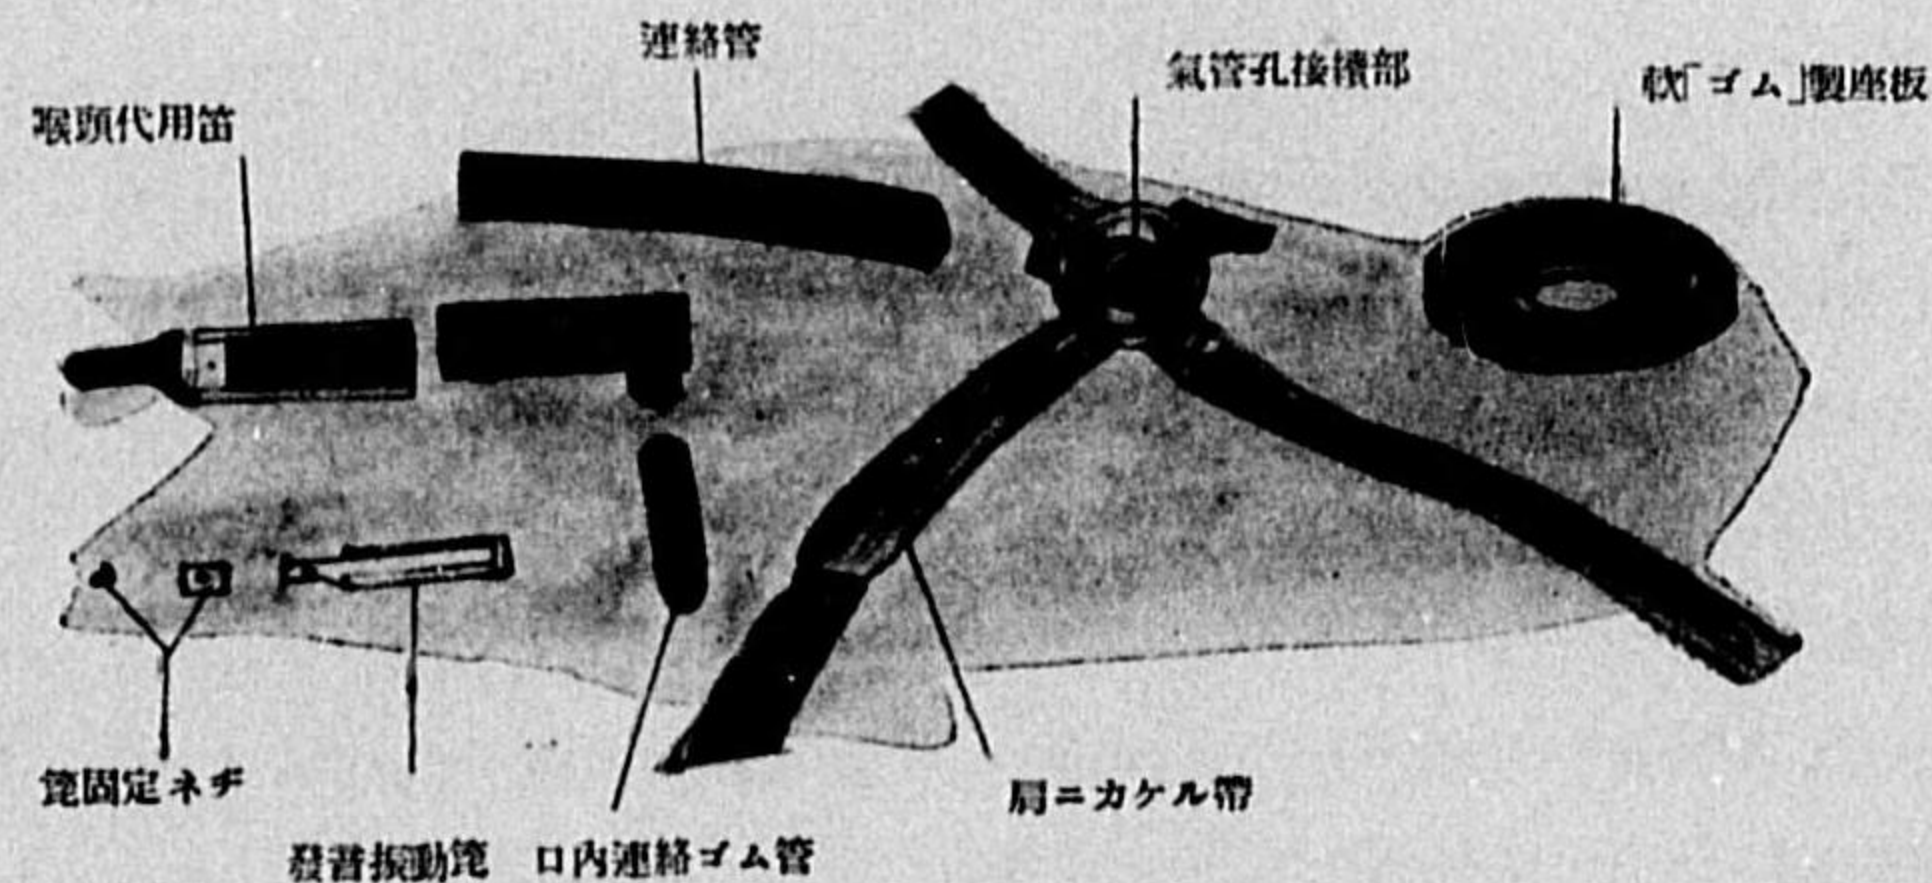 連絡管
氣管孔接續部
軟「ゴム」製座板
喉頭代用笛
篦固定ネヂ
肩ニカケル帶
發音振動篦
口內連絡ゴム管